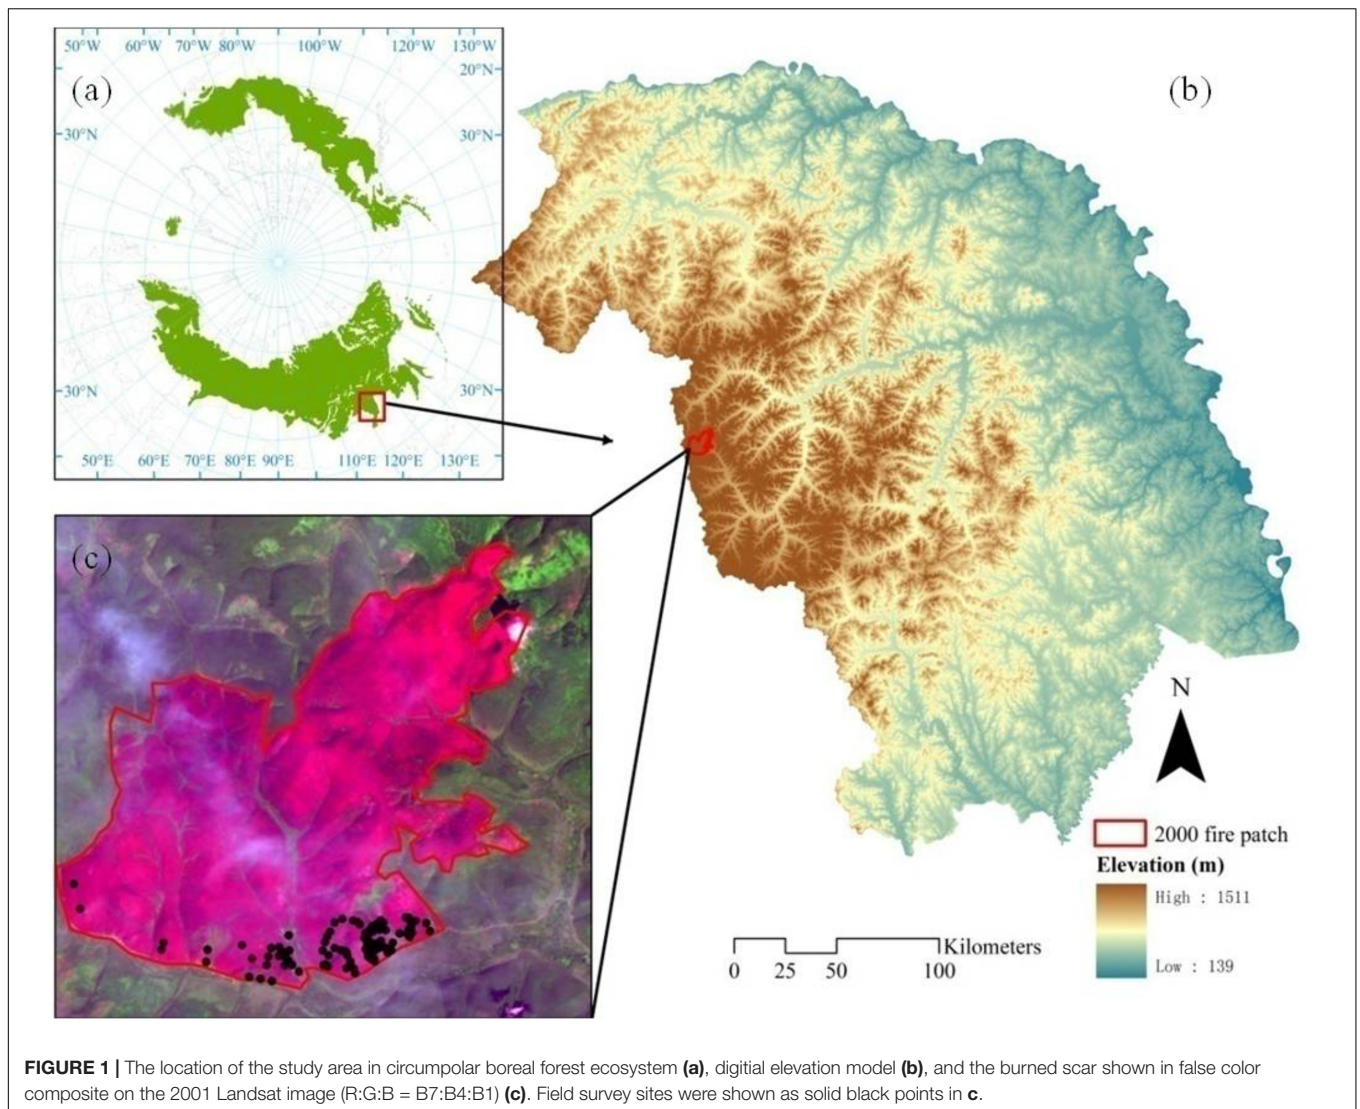 50°W 60°W 70°W 80°W 100°W 120°W 130°W
20°N
(a)
30°N 30°N
30°N 30°N
50°E 60°E 70°E 80°E 90°E 110°E 120°E 130°E
(b)
(c)
N
2000 fire patch
Elevation (m)
High : 1511
Low : 139
Kilometers
0 25 50 100
FIGURE 1 | The location of the study area in circumpolar boreal forest ecosystem (a), digitial elevation model (b), and the burned scar shown in false color
composite on the 2001 Landsat image (R:G:B = B7:B4:B1) (c). Field survey sites were shown as solid black points in c.